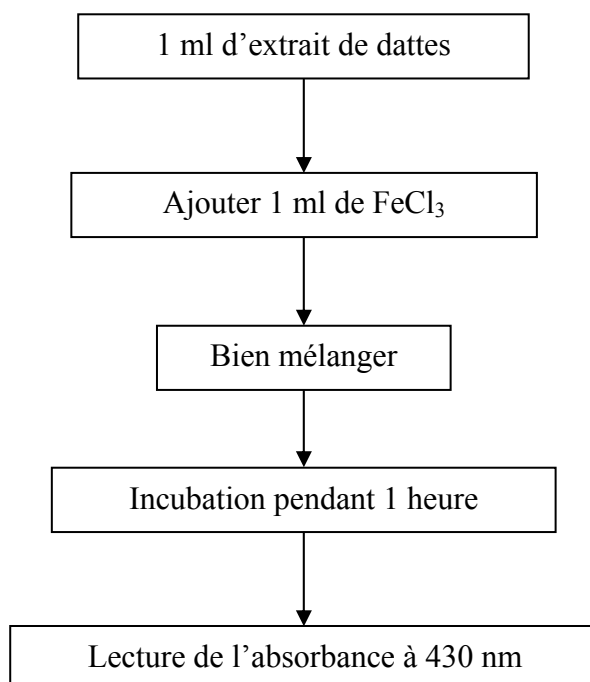 1 ml d’extrait de dattes
Ajouter 1 ml de FeCl₃
Bien mélanger
Incubation pendant 1 heure
Lecture de l’absorbance à 430 nm